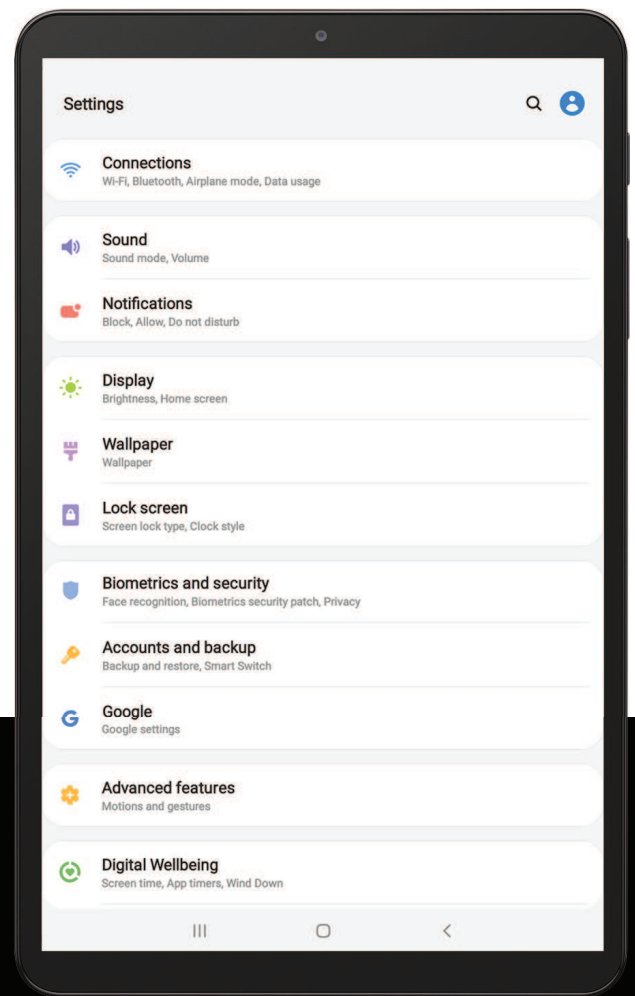 Settings
Connections
Wi-Fi, Bluetooth, Airplane mode, Data usage
Sound
Sound mode, Volume
Notifications
Block, Allow, Do not disturb
Display
Brightness, Home screen
Wallpaper
Wallpaper
Lock screen
Screen lock type, Clock style
Biometrics and security
Face recognition, Biometrics security patch, Privacy
Accounts and backup
Backup and restore, Smart Switch
Google
Google settings
Advanced features
Motions and gestures
Digital Wellbeing
Screen time, App timers, Wind Down